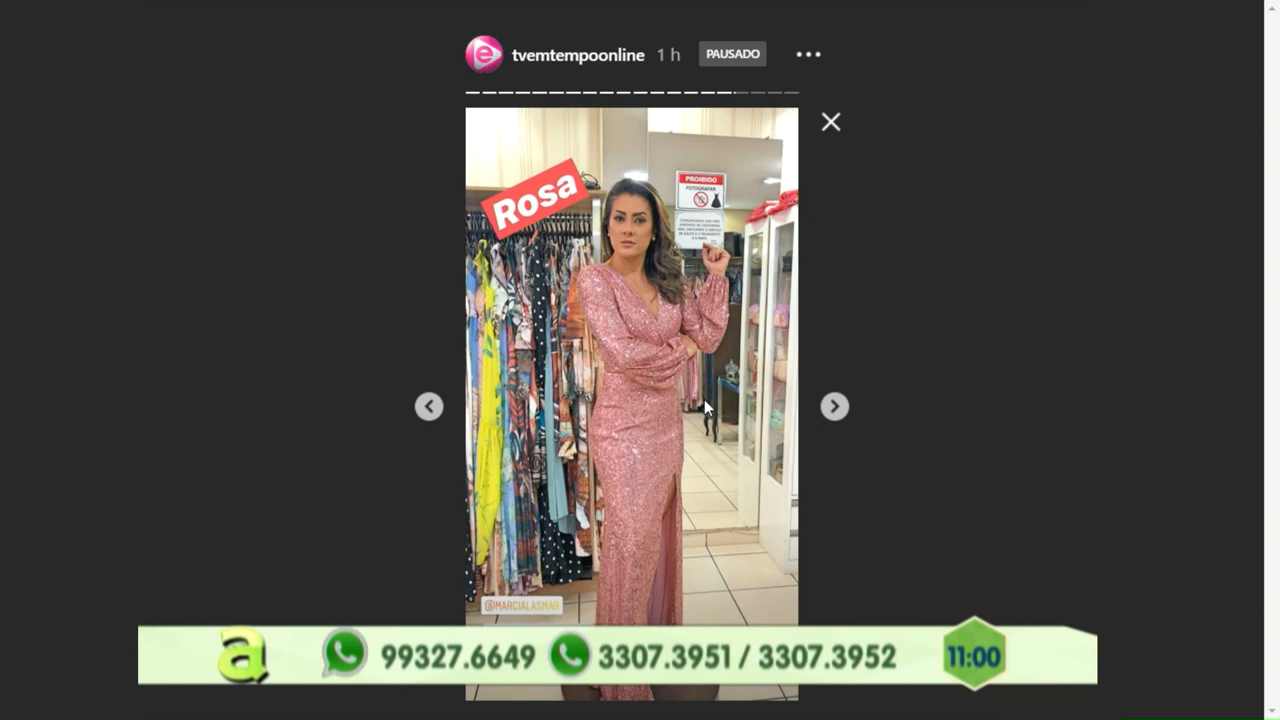 tvemtempoonline 1 h PAUSADO
Rosa
PROIBIDO
FOTOGRAFAR
@MARCIALASMAR
a 99327.6649 3307.3951 / 3307.3952 11:00